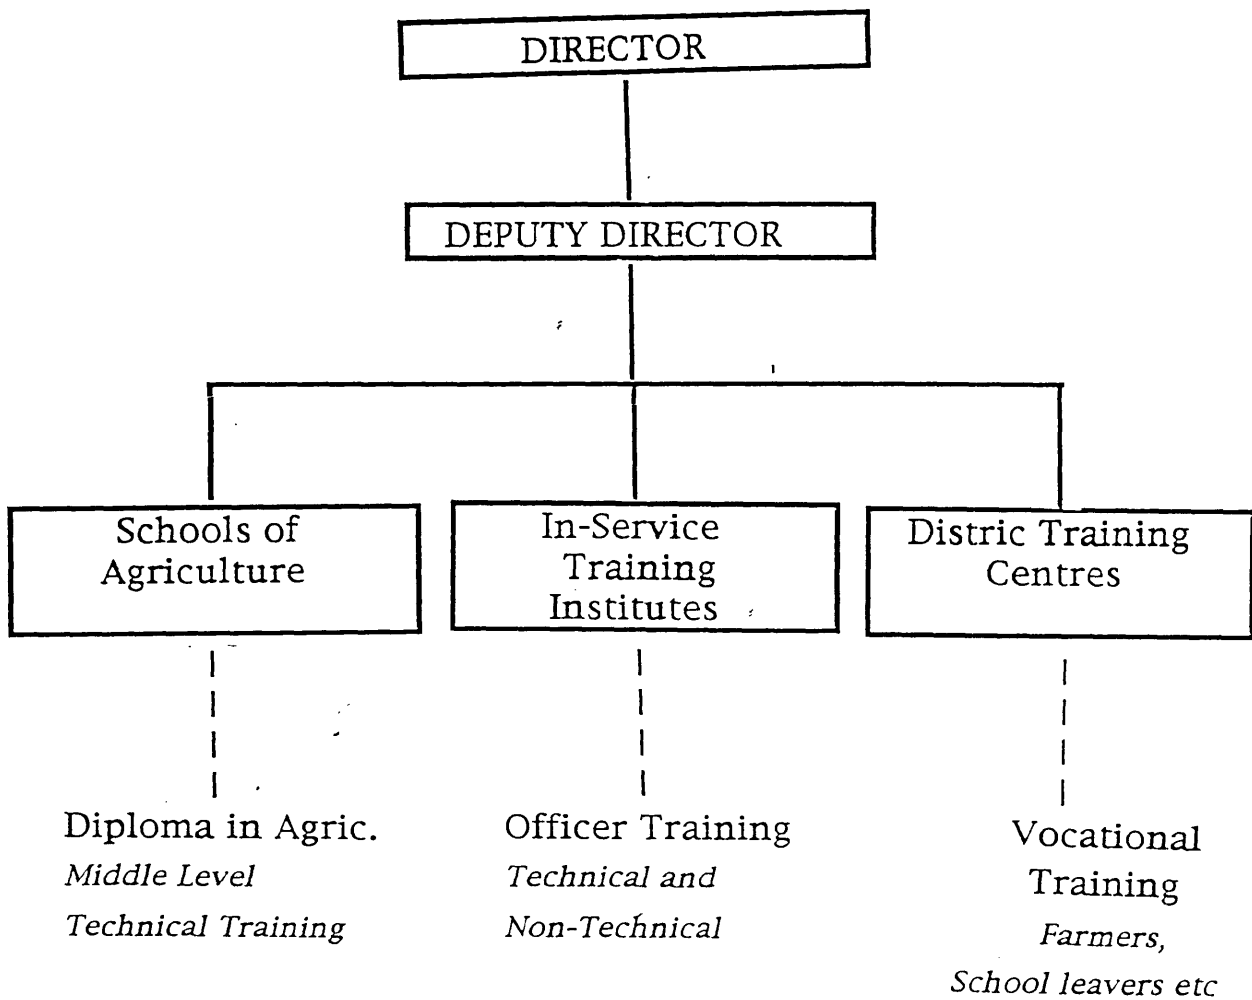 DIRECTOR
DEPUTY DIRECTOR
Schools of
Agriculture
In-Service
Training
Institutes
Distric Training
Centres
Diploma in Agric.
Middle Level
Technical Training
Officer Training
Technical and
Non-Technical
Vocational
Training
Farmers,
School leavers etc